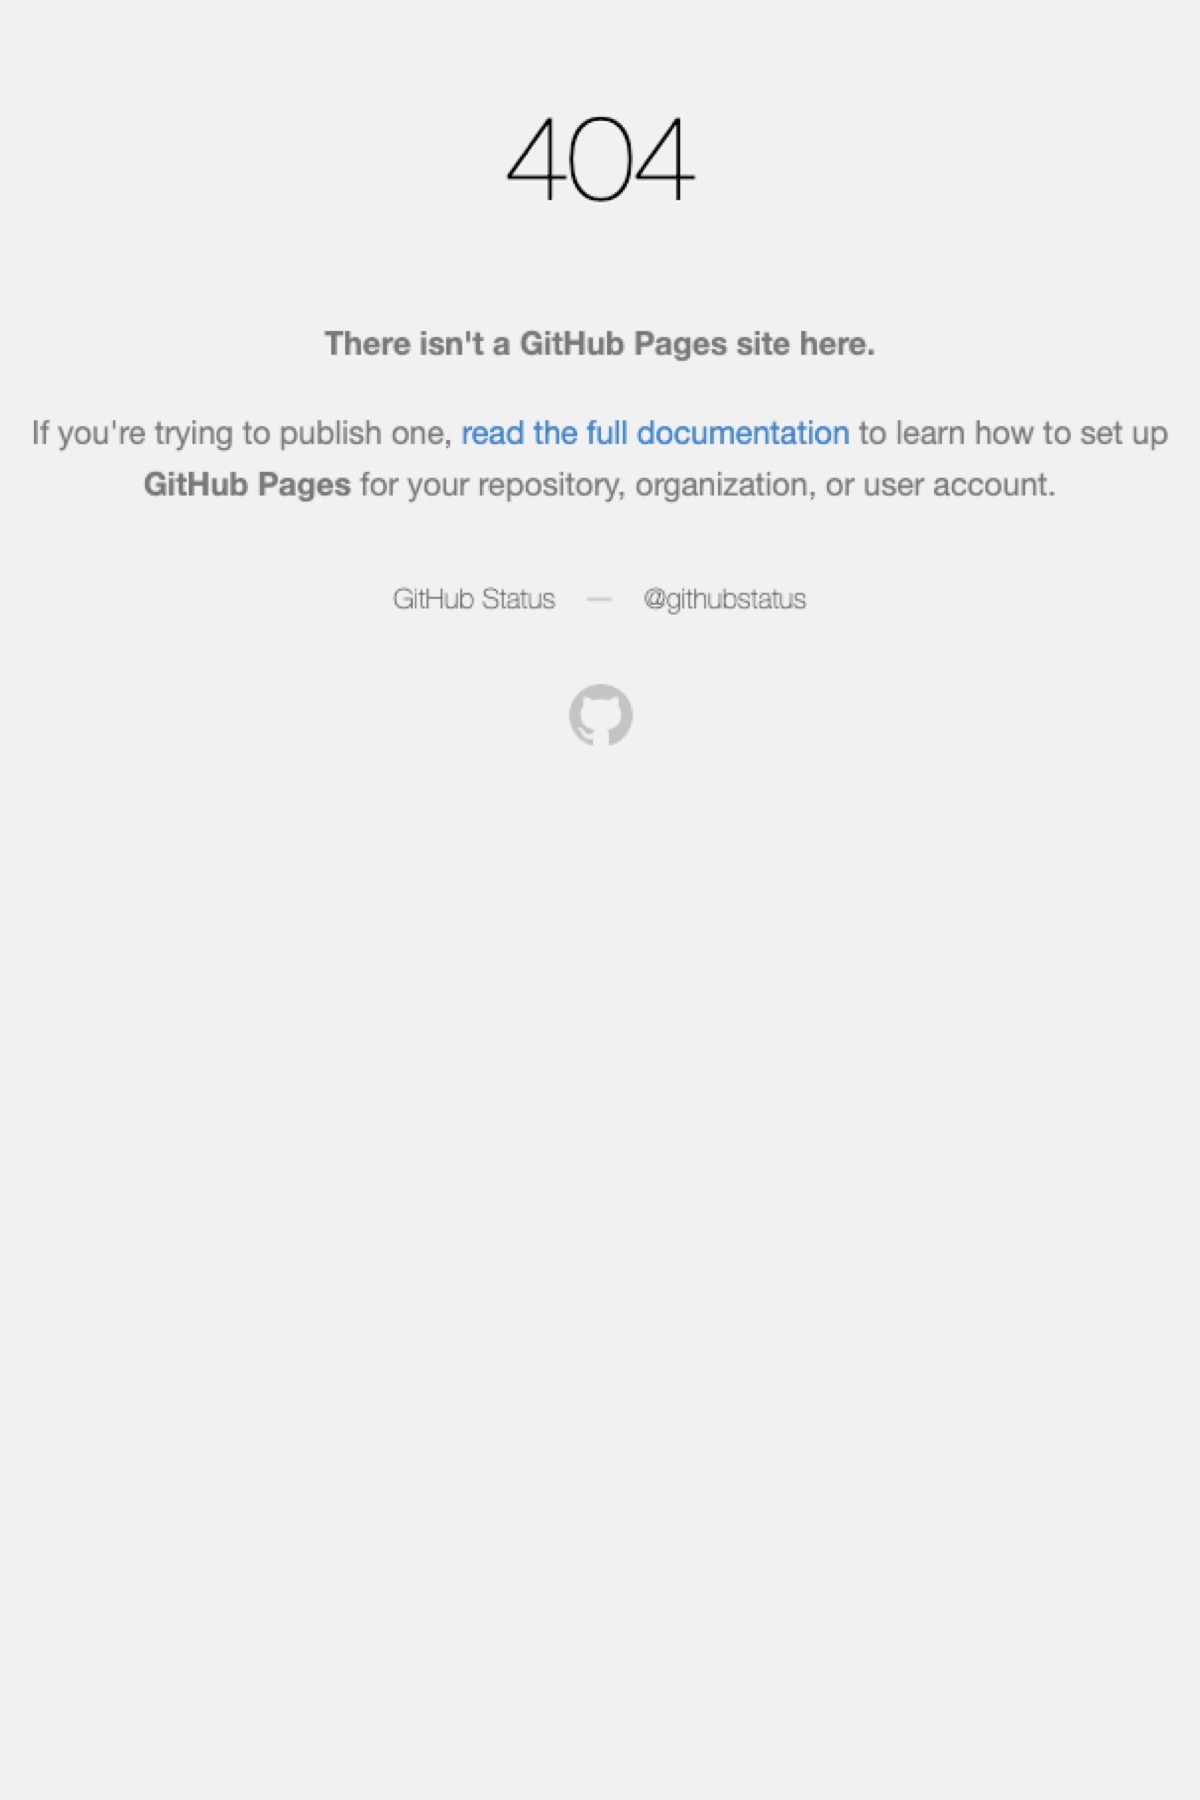 404
There isn't a GitHub Pages site here.
If you're trying to publish one, read the full documentation to learn how to set up
GitHub Pages for your repository, organization, or user account.
GitHub Status — @githubstatus